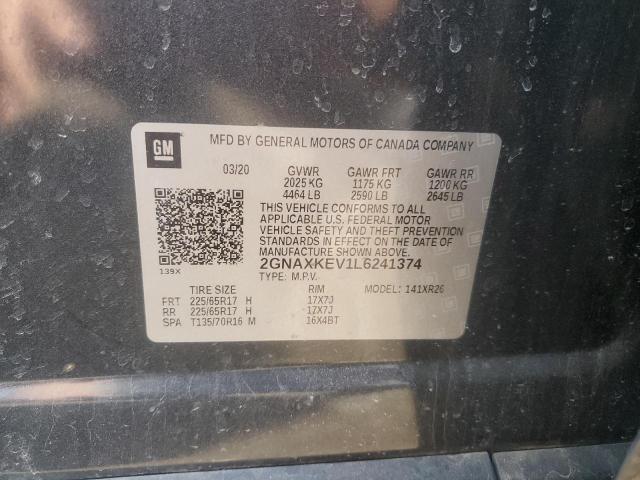 GM
MFD BY GENERAL MOTORS OF CANADA COMPANY
03/20 GVWR GAWR FRT GAWR RR
2025 KG 1175 KG 1200 KG
4464 LB 2590 LB 2645 LB
THIS VEHICLE CONFORMS TO ALL
APPLICABLE U.S. FEDERAL MOTOR
VEHICLE SAFETY AND THEFT PREVENTION
STANDARDS IN EFFECT ON THE DATE OF
MANUFACTURE SHOWN ABOVE.
139X
2GNAXKEV1L6241374
TYPE: M.P.V. MODEL: 141XR26
TIRE SIZE RIM
FRT 225/65R17 H 17X7J
RR 225/65R17 H 17X7J
SPA T135/70R16 M 16X4BT